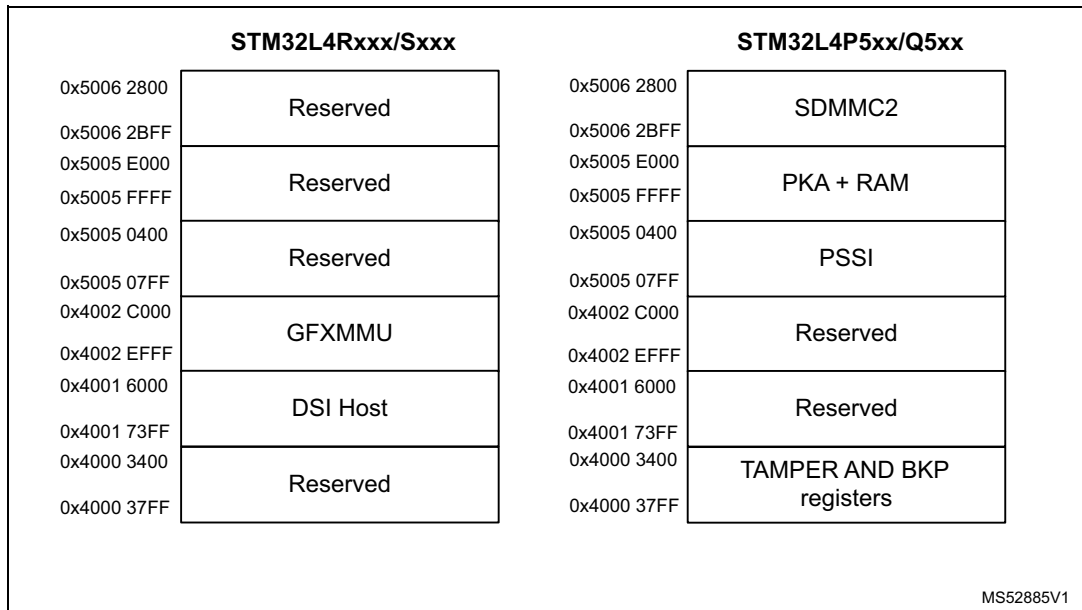 STM32L4Rxxx/Sxxx
0x5006 2800
Reserved
0x5006 2BFF
0x5005 E000
Reserved
0x5005 FFFF
0x5005 0400
Reserved
0x5005 07FF
0x4002 C000
GFXMMU
0x4002 EFFF
0x4001 6000
DSI Host
0x4001 73FF
0x4000 3400
Reserved
0x4000 37FF
STM32L4P5xx/Q5xx
0x5006 2800
SDMMC2
0x5006 2BFF
0x5005 E000
PKA + RAM
0x5005 FFFF
0x5005 0400
PSSI
0x5005 07FF
0x4002 C000
Reserved
0x4002 EFFF
0x4001 6000
Reserved
0x4001 73FF
0x4000 3400
TAMPER AND BKP
registers
0x4000 37FF
MS52885V1